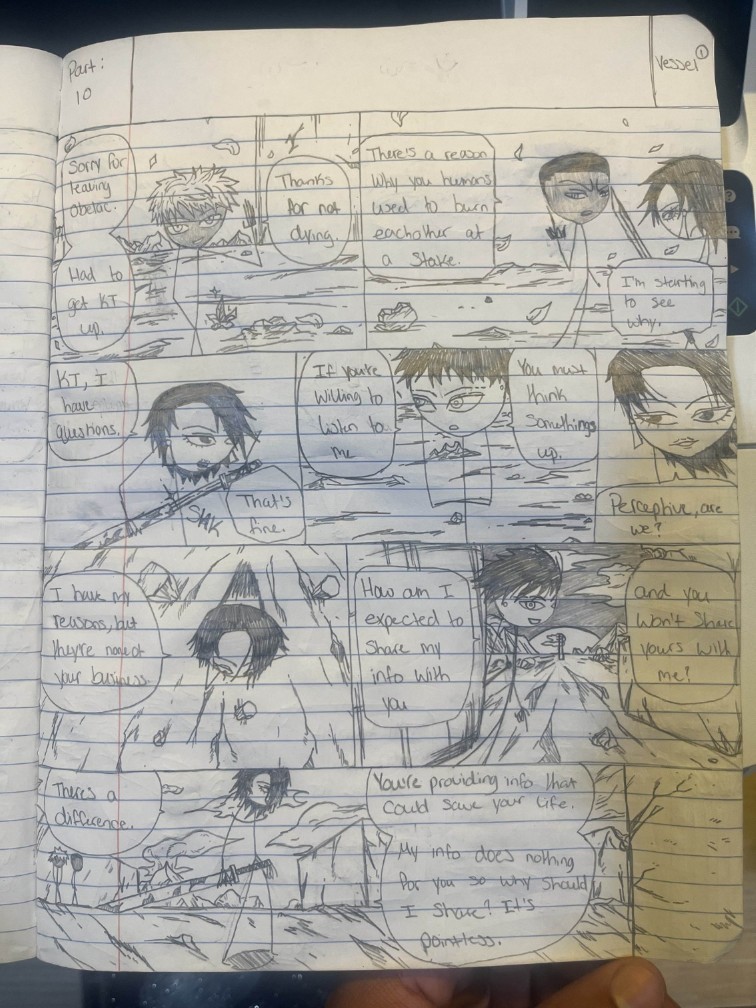 Part:
10
Vessel
1
Sorry for
leaving
Obelac.
Had to
get KT
up.
Thanks
for not
dying.
There's a reason
why you humans
used to burn
eachother at
a Stake.
I'm starting
to see
why.
KT, I
have
questions.
SHK
That's
fine.
If you're
willing to
listen to
me
You must
think
Somethings
up.
Perceptive, are
we?
I have my
reasons, but
they're none of
your business.
How am I
expected to
Share my
info with
you
and you
won't Share
yours with
me?
There's a
difference.
You're providing info that
could save your life.
My info does nothing
for you so why should
I Share? It's
pointless.